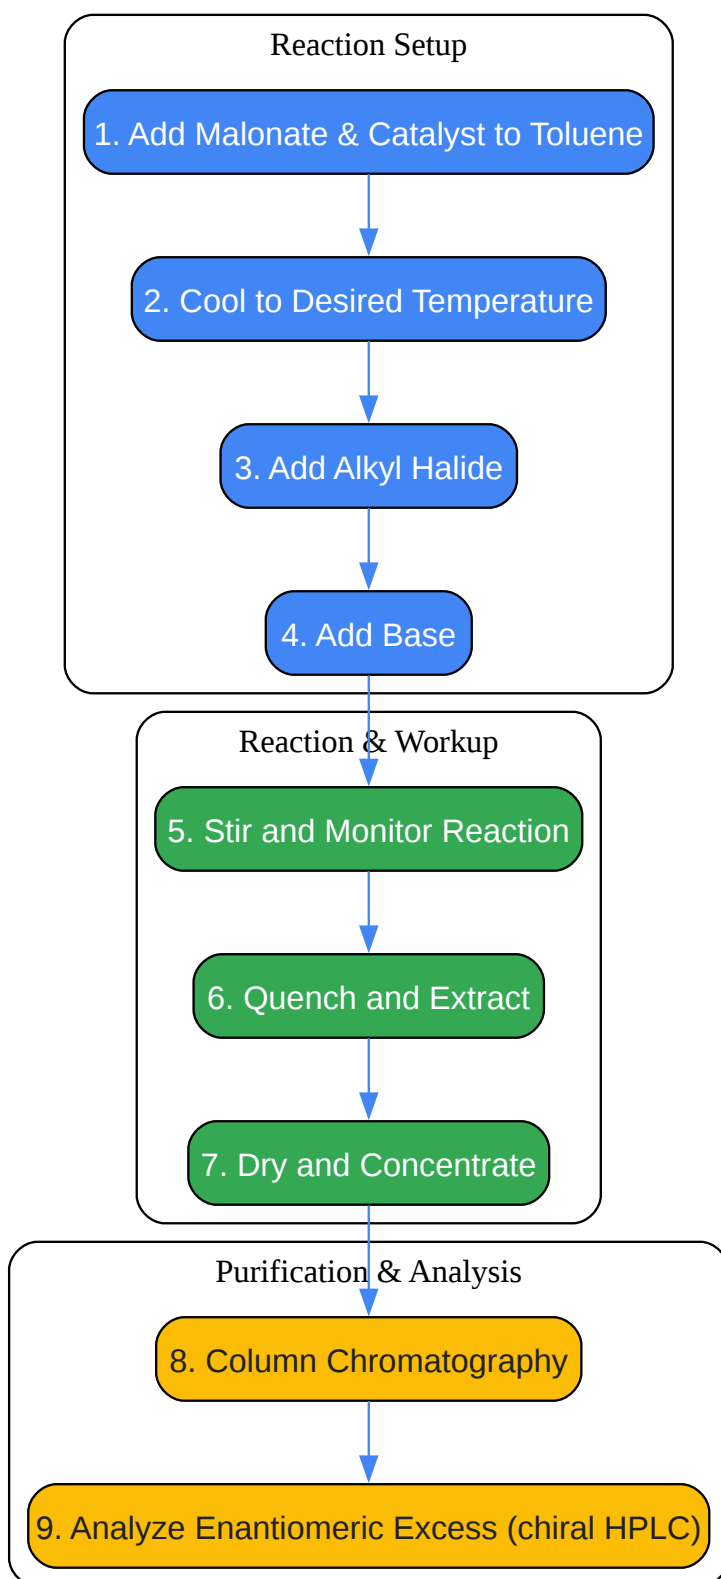 Reaction Setup
1. Add Malonate & Catalyst to Toluene
2. Cool to Desired Temperature
3. Add Alkyl Halide
4. Add Base
Reaction & Workup
5. Stir and Monitor Reaction
6. Quench and Extract
7. Dry and Concentrate
Purification & Analysis
8. Column Chromatography
9. Analyze Enantiomeric Excess (chiral HPLC)